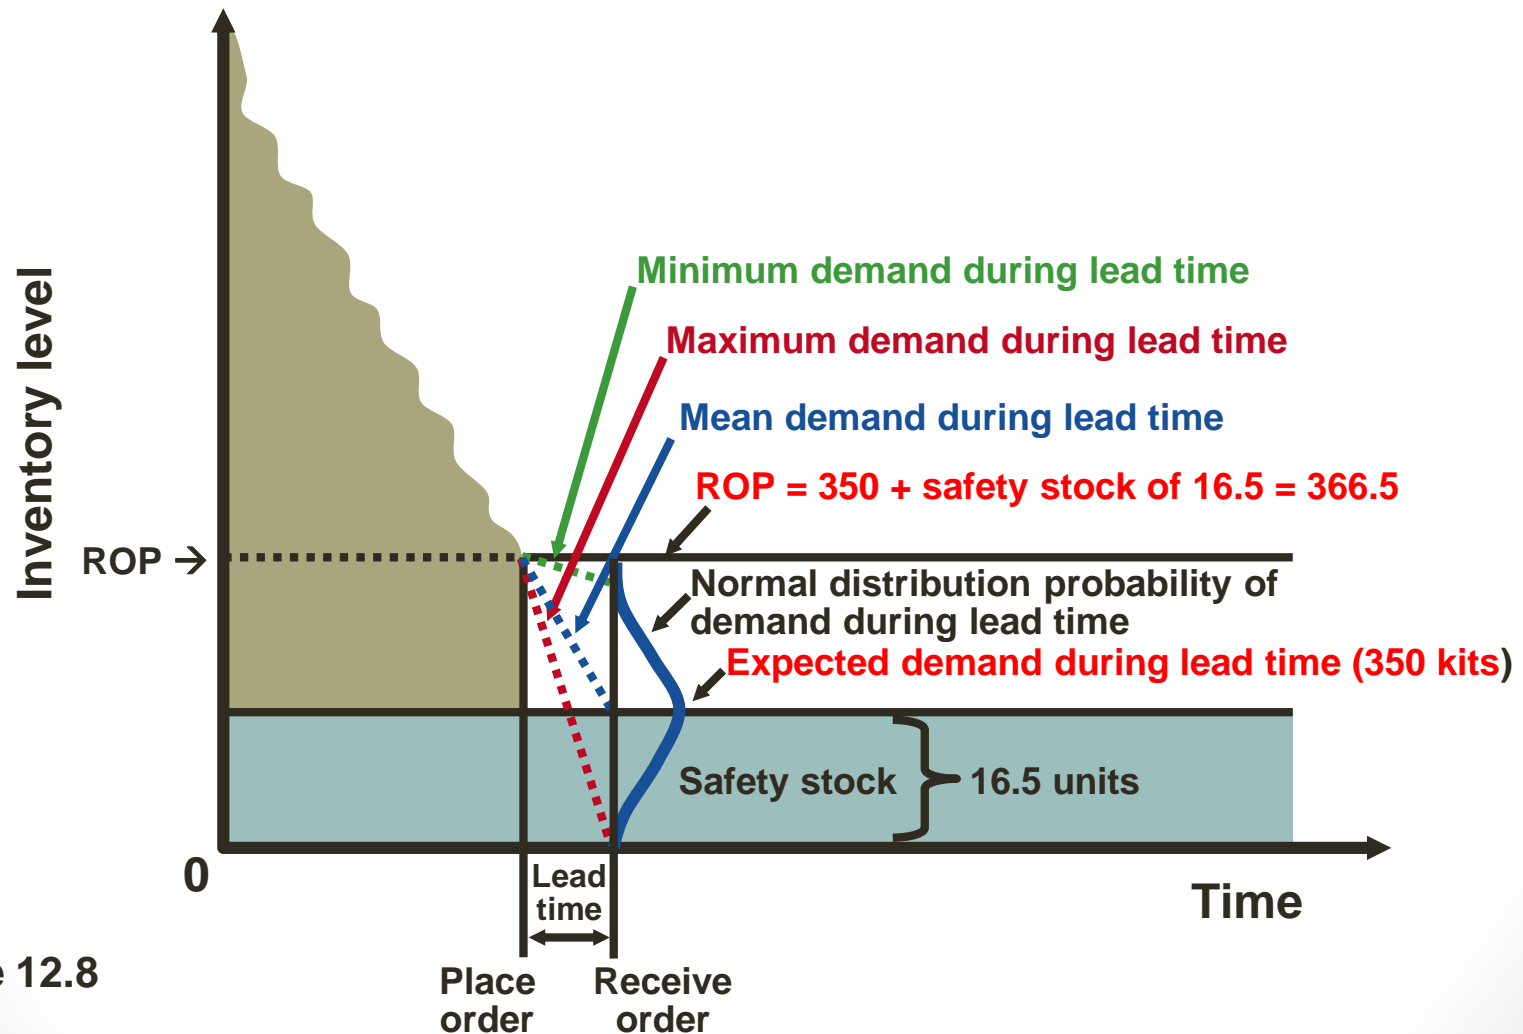 Inventory level
Minimum demand during lead time
Maximum demand during lead time
Mean demand during lead time
ROP = 350 + safety stock of 16.5 = 366.5
ROP →
Normal distribution probability of
demand during lead time
Expected demand during lead time (350 kits)
Safety stock
16.5 units
0
Lead
time
Time
12.8
Place
order
Receive
order